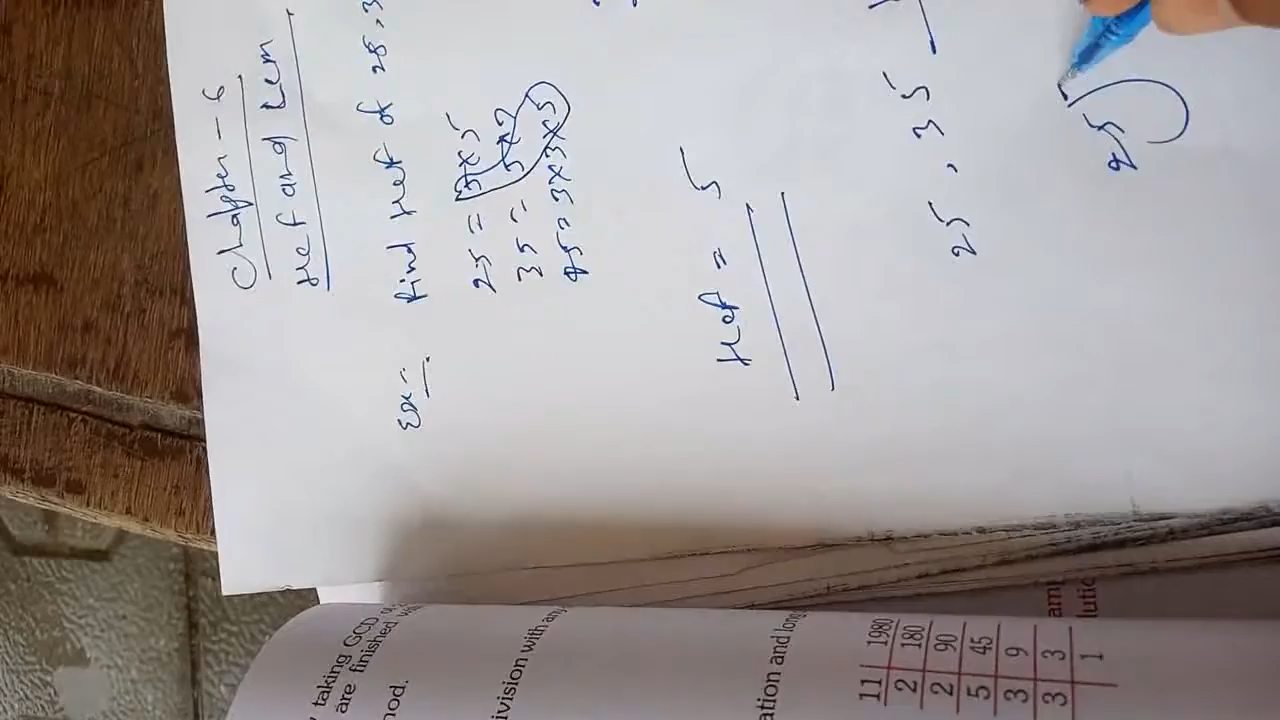 Chapter - 6
Hcf and Lcm
Ex:- Find Hcf of 25, 3
25 = 5×5
35 = 5×7
45 = 3×3×5
Hcf = 5
25, 35
25
taking GCD
are finished
ivision with any
ation and long
11 | 1980
2 | 180
2 | 90
5 | 45
3 | 9
3 | 3
1